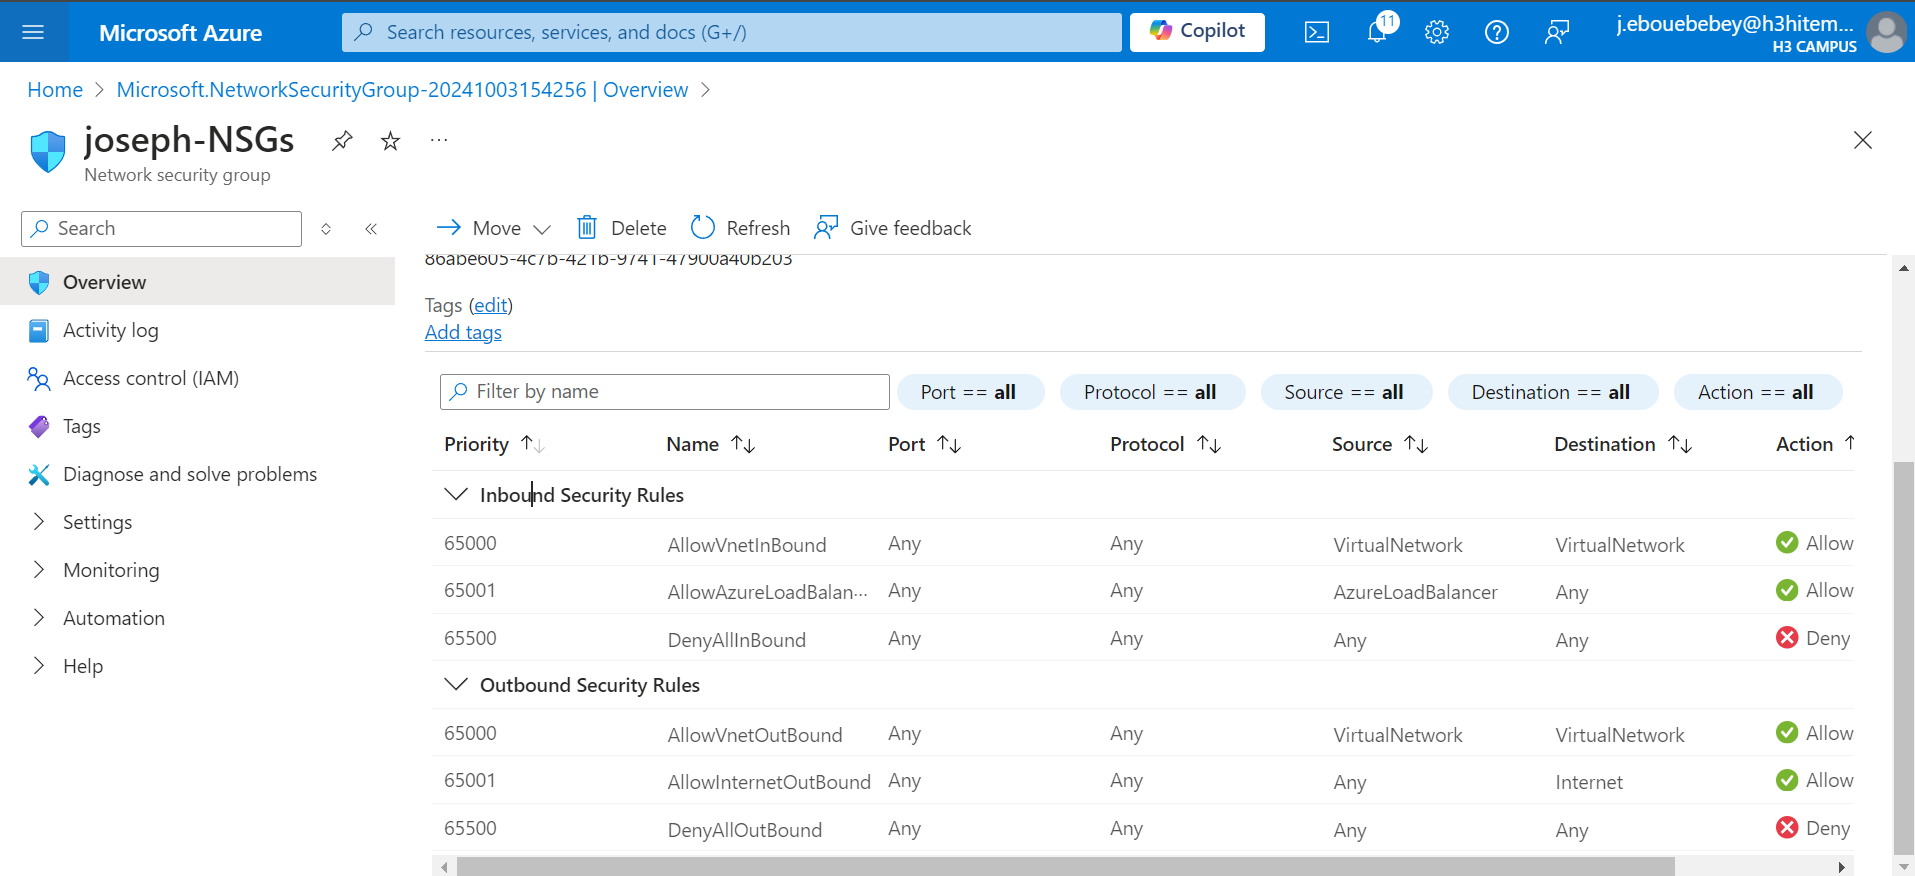 Microsoft Azure
Search resources, services, and docs (G+/)
Copilot
11
j.ebouebebey@h3hitem...
H3 CAMPUS
Home > Microsoft.NetworkSecurityGroup-20241003154256 | Overview >
joseph-NSGs
...
Network security group
Search
Move
Delete
Refresh
Give feedback
Overview
Activity log
Access control (IAM)
Tags
Diagnose and solve problems
Settings
Monitoring
Automation
Help
86abe605-4c7b-421b-9741-47900a40b203
Tags (edit)
Add tags
Filter by name
Port == all
Protocol == all
Source == all
Destination == all
Action == all
Priority Name Port Protocol Source Destination Action
Inbound Security Rules
65000 AllowVnetInBound Any Any VirtualNetwork VirtualNetwork Allow
65001 AllowAzureLoadBalan... Any Any AzureLoadBalancer Any Allow
65500 DenyAllInBound Any Any Any Any Deny
Outbound Security Rules
65000 AllowVnetOutBound Any Any VirtualNetwork VirtualNetwork Allow
65001 AllowInternetOutBound Any Any Any Internet Allow
65500 DenyAllOutBound Any Any Any Any Deny